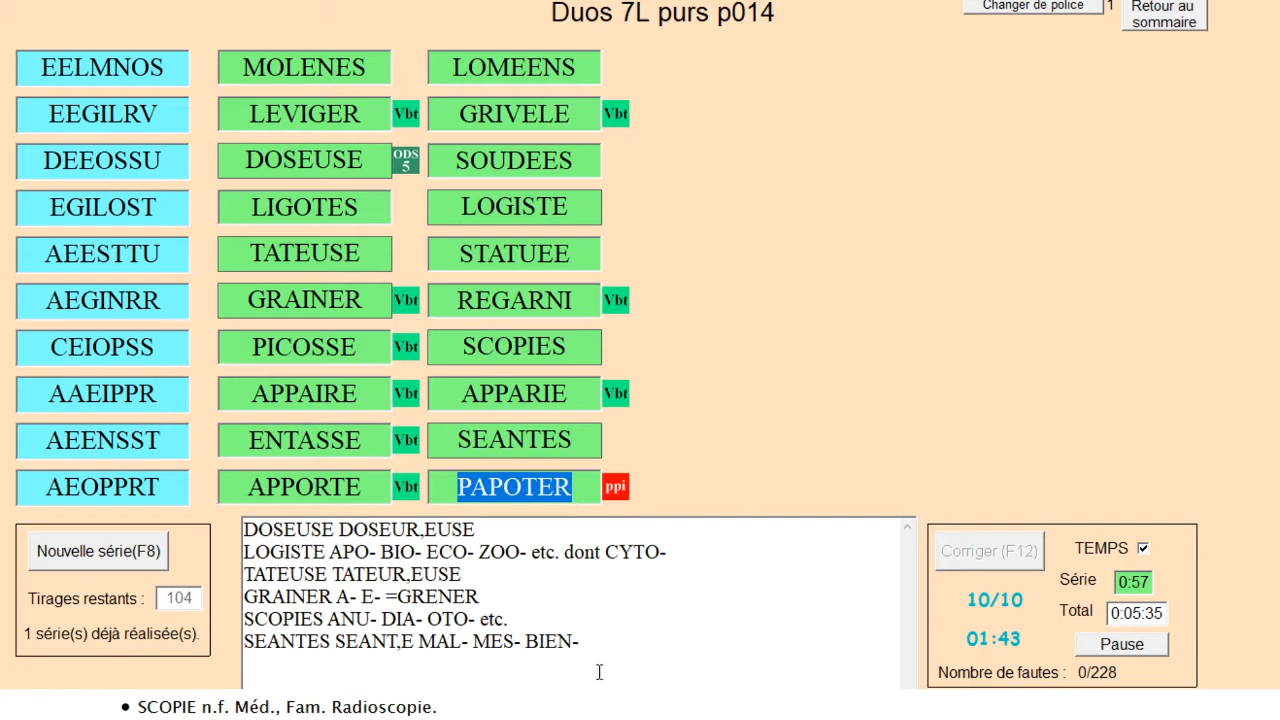 Duos 7L purs p014
Changer de police 1 Retour au sommaire
EELMNOS MOLENES LOMEENS
EEGILRV LEVIGER Vbt GRIVELE Vbt
DEEOSSU DOSEUSE ODS 5 SOUDEES
EGILOST LIGOTES LOGISTE
AEESTTU TATEUSE STATUEE
AEGINRR GRAINER Vbt REGARNI Vbt
CEIOPSS PICOSSE Vbt SCOPIES
AAEIPPR APPAIRE Vbt APPARIE Vbt
AEENSST ENTASSE Vbt SEANTES
AEOPPRT APPORTE Vbt PAPOTER ppi
Nouvelle série(F8)
Tirages restants : 104
1 série(s) déjà réalisée(s).
DOSEUSE DOSEUR,EUSE
LOGISTE APO- BIO- ECO- ZOO- etc. dont CYTO-
TATEUSE TATEUR,EUSE
GRAINER A- E- =GRENER
SCOPIES ANU- DIA- OTO- etc.
SEANTES SEANT,E MAL- MES- BIEN-
Corriger (F12) TEMPS
Série 0:57
10/10 Total 0:05:35
01:43 Pause
Nombre de fautes : 0/228
• SCOPIE n.f. Méd., Fam. Radioscopie.